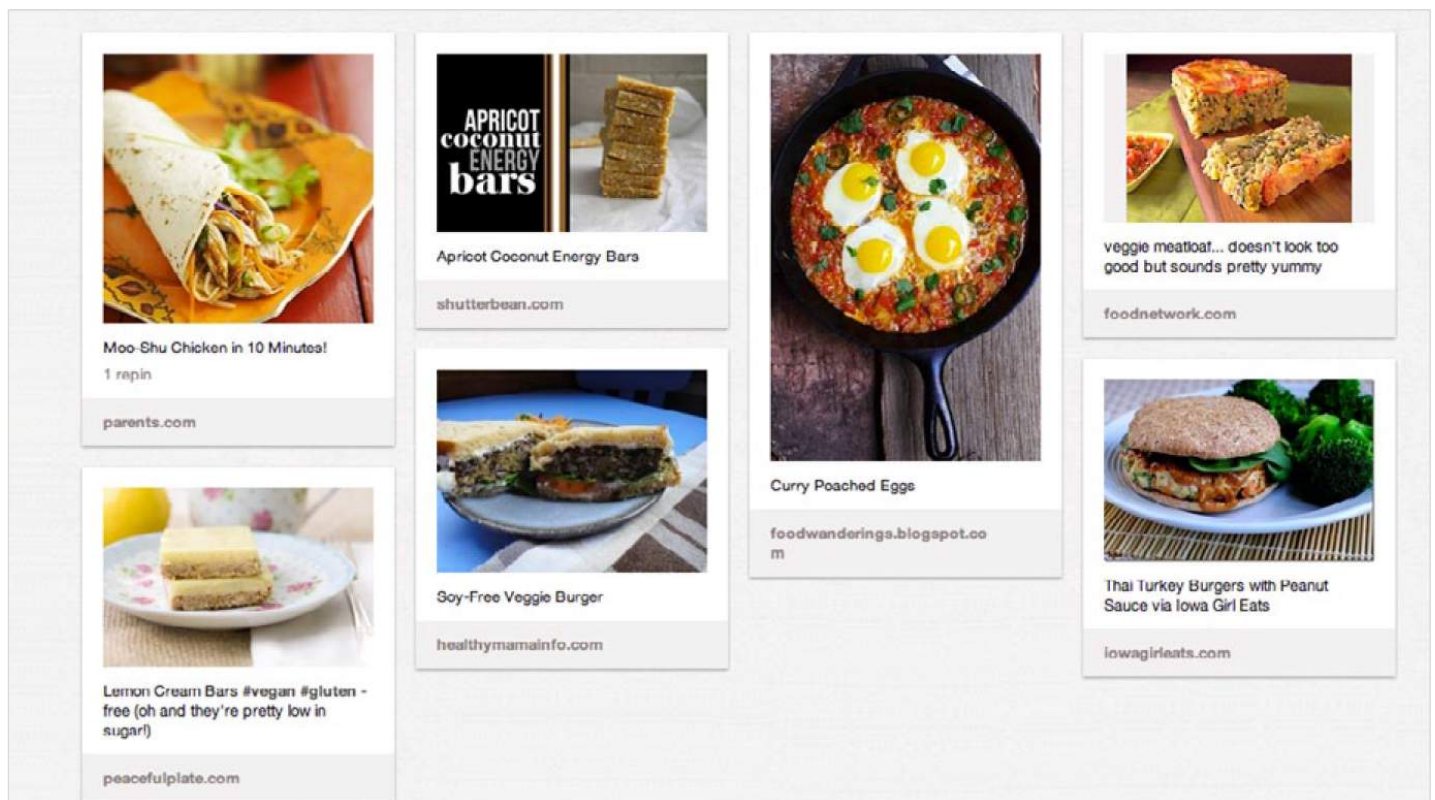 Moo-Shu Chicken in 10 Minutes!
1 repin
parents.com
Lemon Cream Bars #vegan #gluten -
free (oh and they're pretty low in
sugar!)
peacefulplate.com
APRICOT
coconut
ENERGY
bars
Apricot Coconut Energy Bars
shutterbean.com
Soy-Free Veggie Burger
healthymamainfo.com
Curry Poached Eggs
foodwanderings.blogspot.co
m
veggie meatloaf... doesn't look too
good but sounds pretty yummy
foodnetwork.com
Thai Turkey Burgers with Peanut
Sauce via Iowa Girl Eats
iowagirleats.com